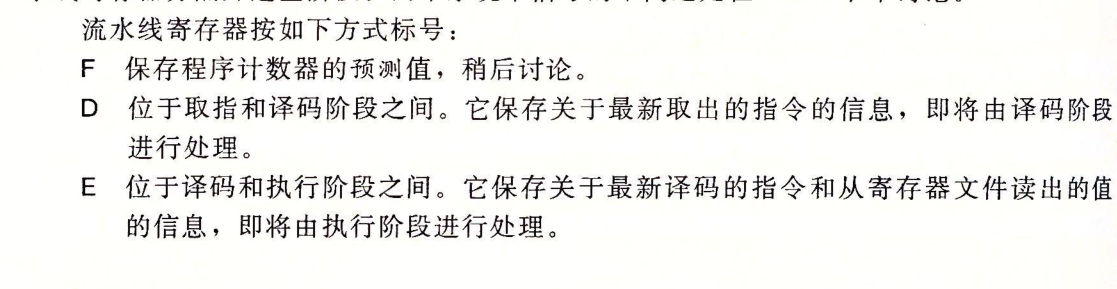 流水线寄存器按如下方式标号：
F 保存程序计数器的预测值，稍后讨论。
D 位于取指和译码阶段之间。它保存关于最新取出的指令的信息，即将由译码阶段
进行处理。
E 位于译码和执行阶段之间。它保存关于最新译码的指令和从寄存器文件读出的值
的信息，即将由执行阶段进行处理。